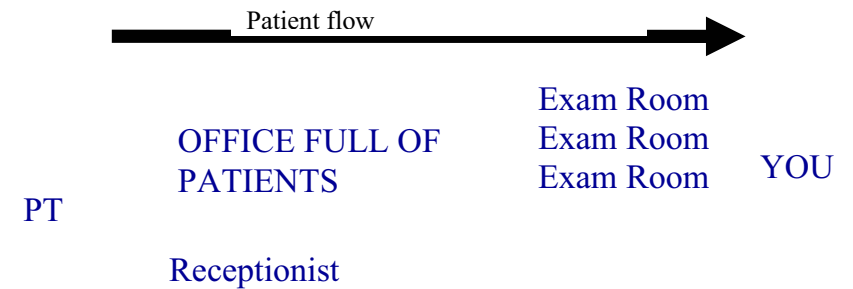 Patient flow
Exam Room
OFFICE FULL OF
Exam Room
PATIENTS
Exam Room
YOU
PT
Receptionist